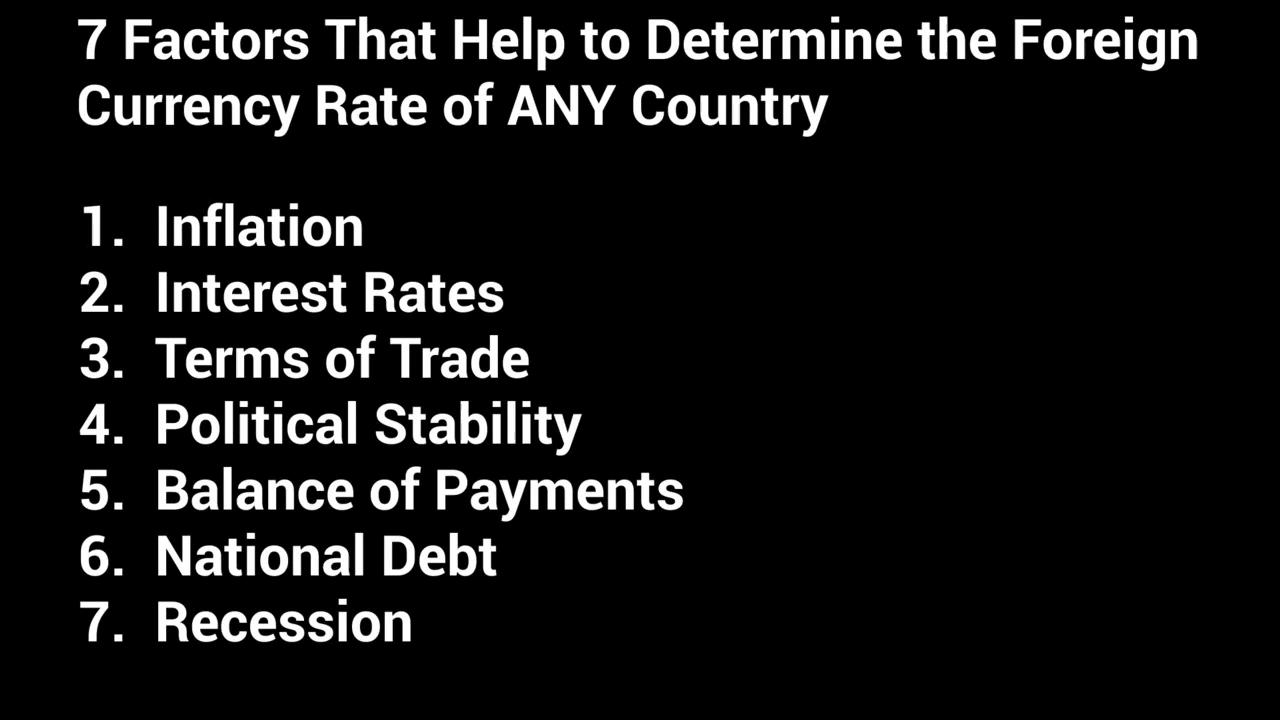 7 Factors That Help to Determine the Foreign
Currency Rate of ANY Country
1. Inflation
2. Interest Rates
3. Terms of Trade
4. Political Stability
5. Balance of Payments
6. National Debt
7. Recession